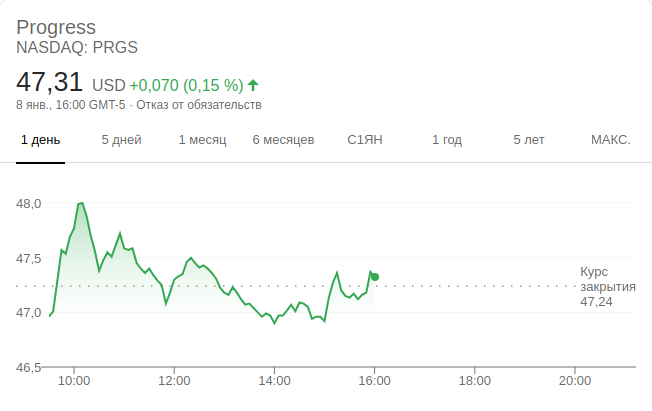 Progress
NASDAQ: PRGS
47,31 USD +0,070 (0,15 %)
8 янв., 16:00 GMT-5 · Отказ от обязательств
1 день 5 дней 1 месяц 6 месяцев С1ЯН 1 год 5 лет МАКС.
48,0
47,5
Курс
закрытия
47,24
47,0
46,5
10:00 12:00 14:00 16:00 18:00 20:00